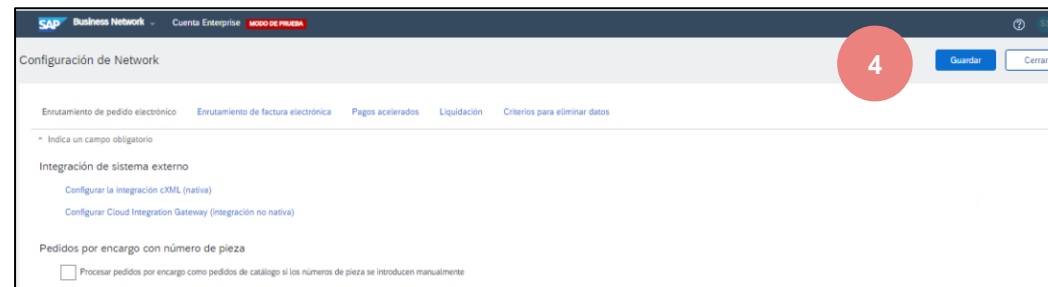 SAP Business Network Cuenta Enterprise MODO DE PRUEBA
Configuración de Network
4
Guardar
Cerrar
Enrutamiento de pedido electrónico Enrutamiento de factura electrónica Pagos acelerados Liquidación Criterios para eliminar datos
* Indica un campo obligatorio
Integración de sistema externo
Configurar la integración cXML (nativa)
Configurar Cloud Integration Gateway (integración no nativa)
Pedidos por encargo con número de pieza
Procesar pedidos por encargo como pedidos de catálogo si los números de pieza se introducen manualmente